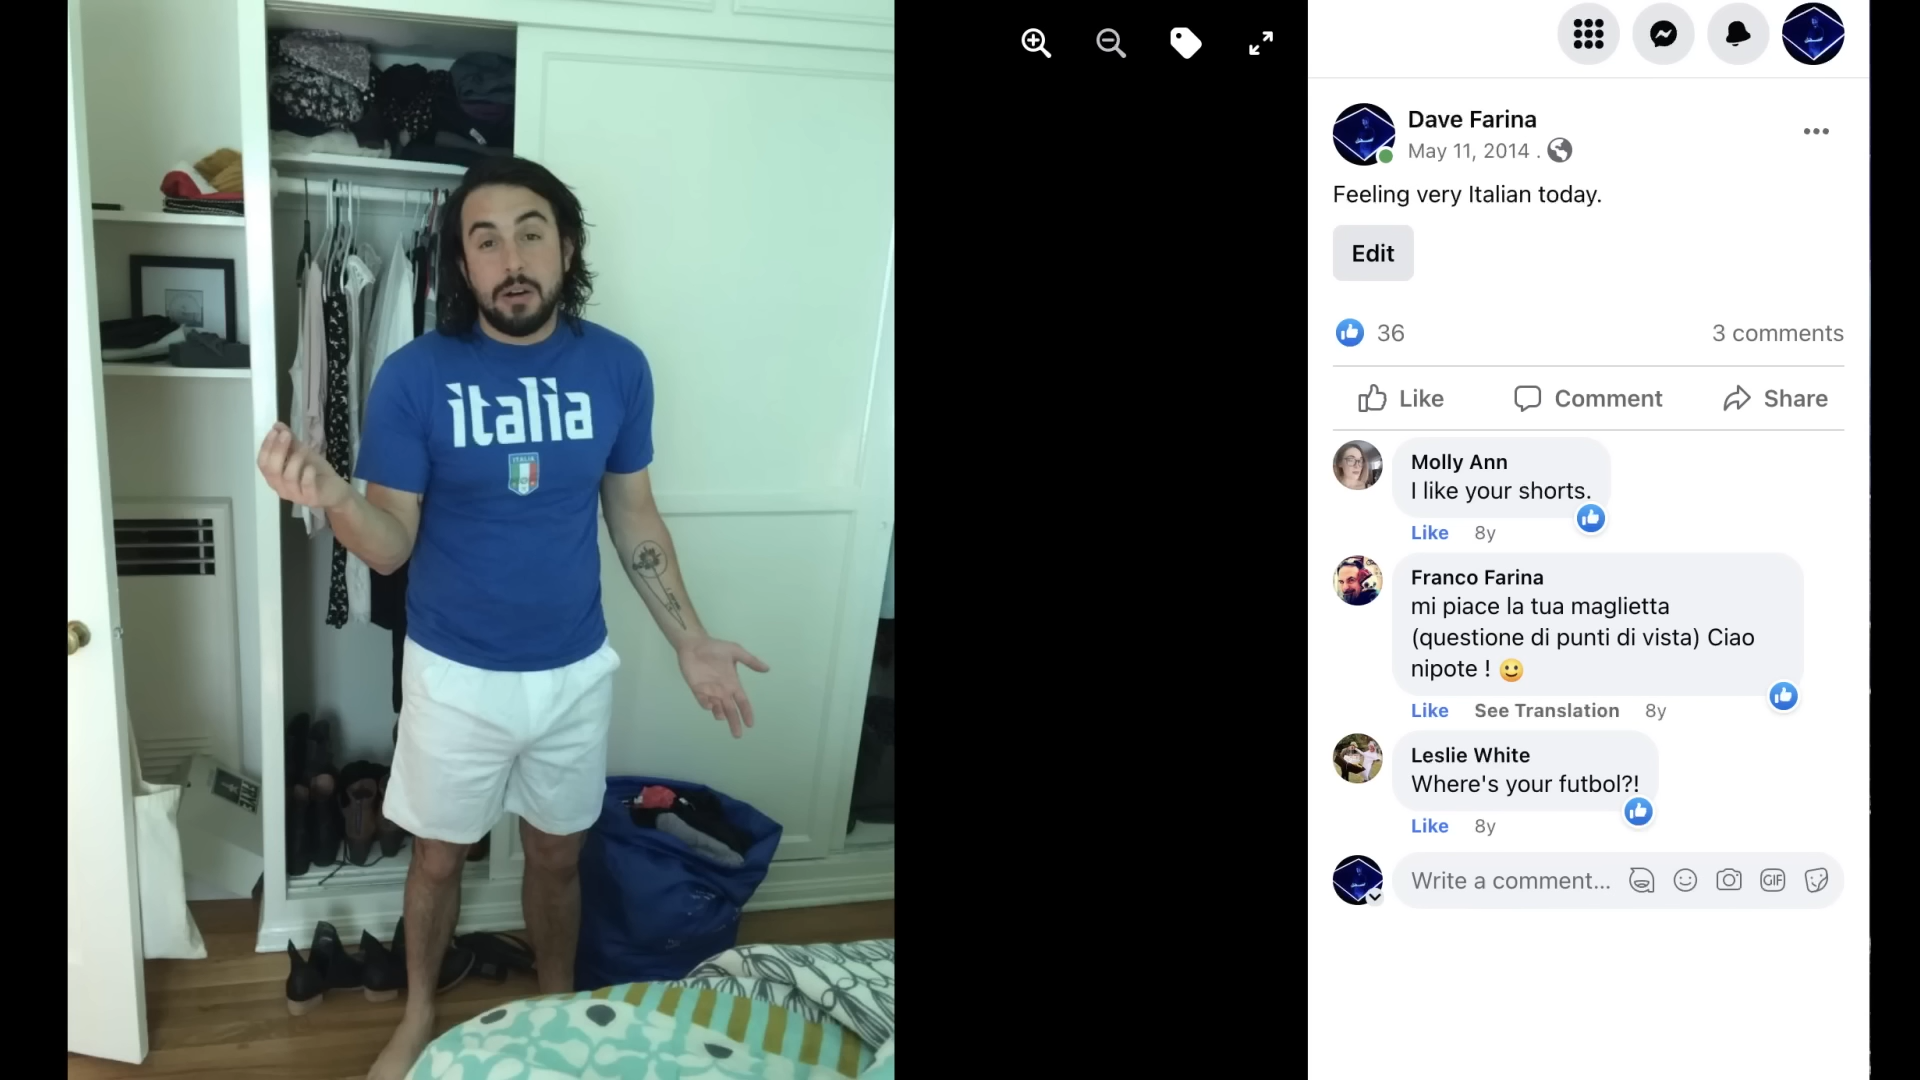 italia
ITALIA
Dave Farina
May 11, 2014 .
Feeling very Italian today.
Edit
36
3 comments
Like
Comment
Share
Molly Ann
I like your shorts.
Like 8y
Franco Farina
mi piace la tua maglietta
(questione di punti di vista) Ciao
nipote ! 🙂
Like See Translation 8y
Leslie White
Where's your futbol?!
Like 8y
Write a comment...
GIF